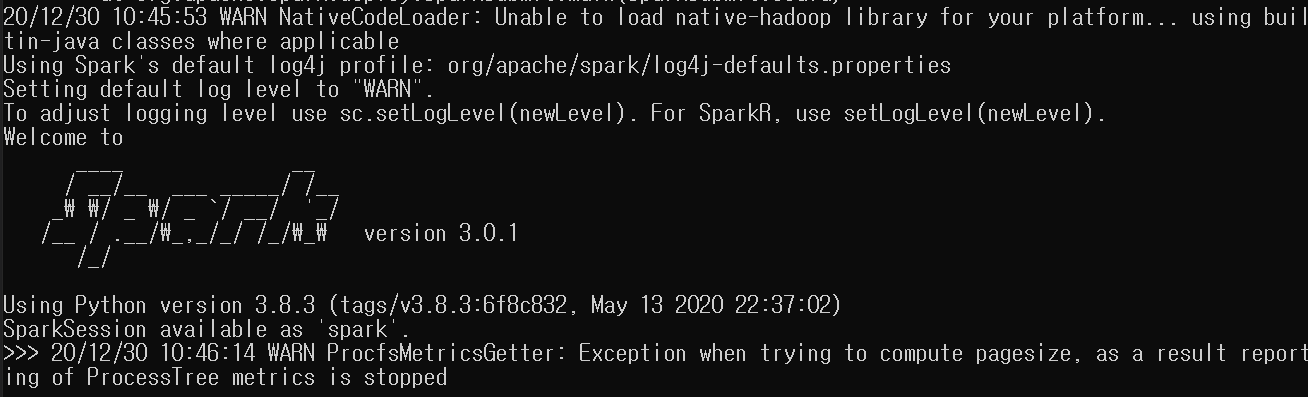 20/12/30 10:45:53 WARN NativeCodeLoader: Unable to load native-hadoop library for your platform... using buil
tin-java classes where applicable
Using Spark's default log4j profile: org/apache/spark/log4j-defaults.properties
Setting default log level to "WARN".
To adjust logging level use sc.setLogLevel(newLevel). For SparkR, use setLogLevel(newLevel).
Welcome to
      ____              __
     / __/__  ___ _____/ /__
    _₩ ₩/ _ ₩/ _ `/ __/  '_/
   /__ / .__/₩_,_/_/ /_/₩_₩   version 3.0.1
      /_/
Using Python version 3.8.3 (tags/v3.8.3:6f8c832, May 13 2020 22:37:02)
SparkSession available as 'spark'.
>>> 20/12/30 10:46:14 WARN ProcfsMetricsGetter: Exception when trying to compute pagesize, as a result report
ing of ProcessTree metrics is stopped